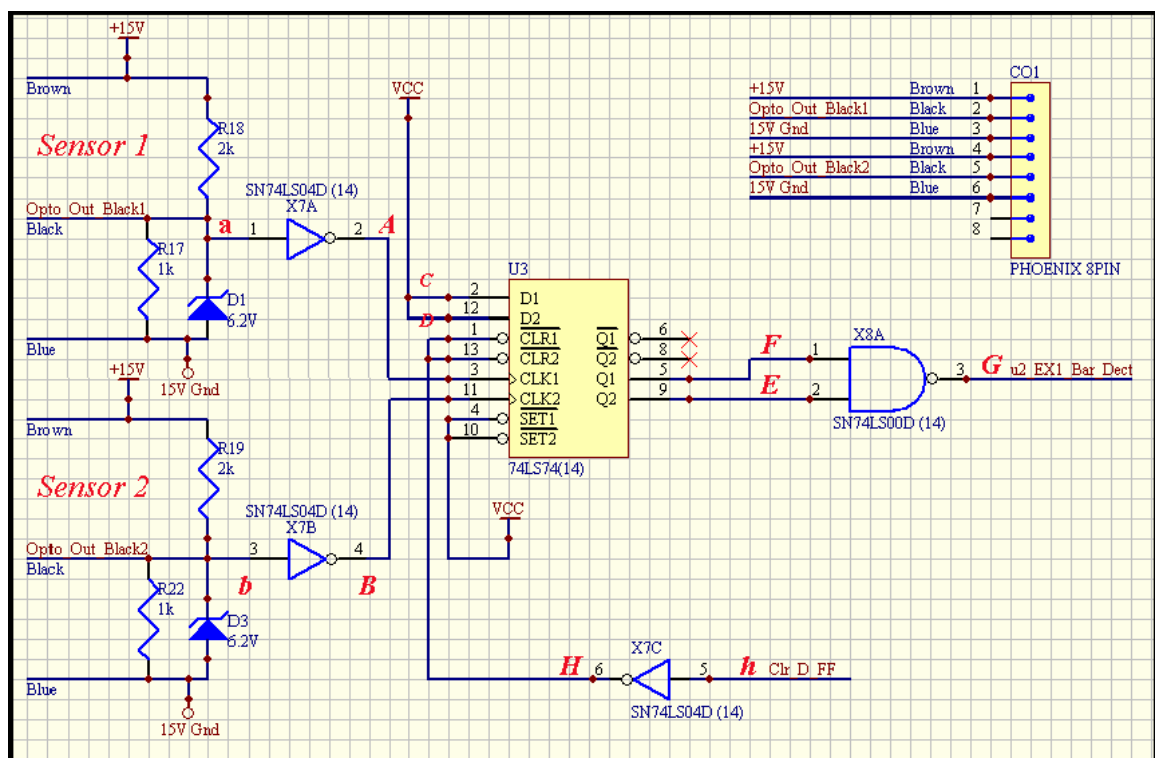 +15V
Brown
Sensor 1
R18
2k
SN74LS04D (14)
X7A
Opto Out Black1
Black
a
1
2
A
R17
1k
D1
6.2V
Blue
15V Gnd
+15V
Brown
Sensor 2
R19
2k
SN74LS04D (14)
X7B
Opto Out Black2
Black
3
4
b
B
R22
1k
D3
6.2V
Blue
15V Gnd
VCC
U3
C
2
D1
D
12
D2
1
CLR1
13
CLR2
3
CLK1
11
CLK2
4
SET1
10
SET2
Q1
6
Q2
8
Q1
5
Q2
9
74LS74(14)
VCC
F
E
X8A
1
2
3
G
u2_EX1_Bar_Dect
SN74LS00D (14)
H
6
X7C
5
h
Clr_D_FF
SN74LS04D (14)
CO1
+15V Brown 1
Opto Out Black1 Black 2
15V Gnd Blue 3
+15V Brown 4
Opto Out Black2 Black 5
15V Gnd Blue 6
7
8
PHOENIX 8PIN